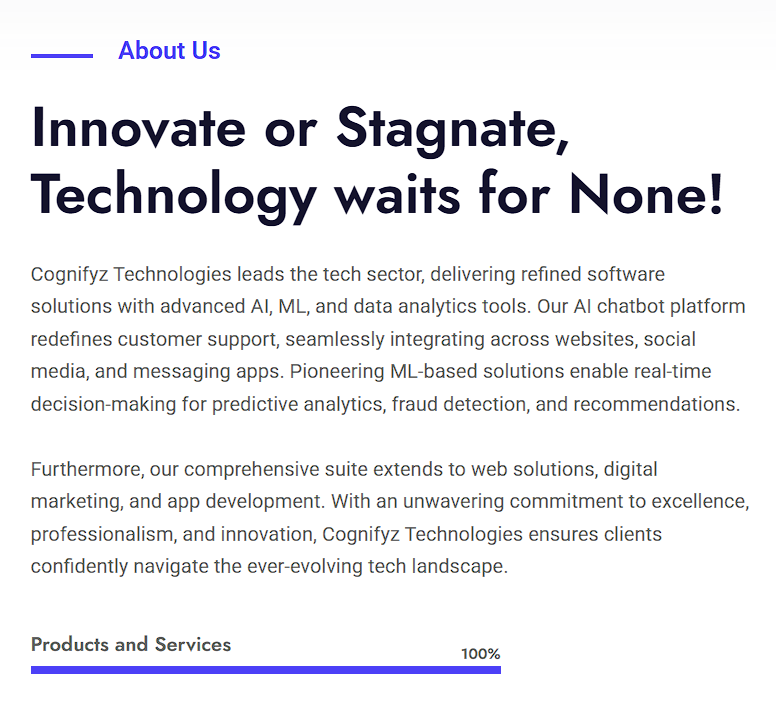 About Us
Innovate or Stagnate,
Technology waits for None!
Cognifyz Technologies leads the tech sector, delivering refined software
solutions with advanced AI, ML, and data analytics tools. Our AI chatbot platform
redefines customer support, seamlessly integrating across websites, social
media, and messaging apps. Pioneering ML-based solutions enable real-time
decision-making for predictive analytics, fraud detection, and recommendations.
Furthermore, our comprehensive suite extends to web solutions, digital
marketing, and app development. With an unwavering commitment to excellence,
professionalism, and innovation, Cognifyz Technologies ensures clients
confidently navigate the ever-evolving tech landscape.
Products and Services
100%